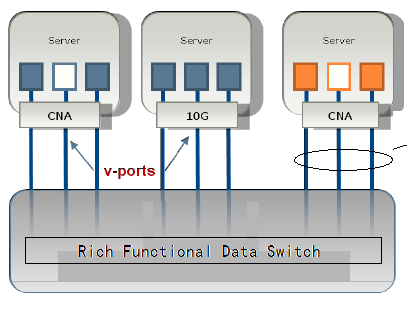 Server
Server
Server
CNA
10G
CNA
v-ports
Rich Functional Data Switch